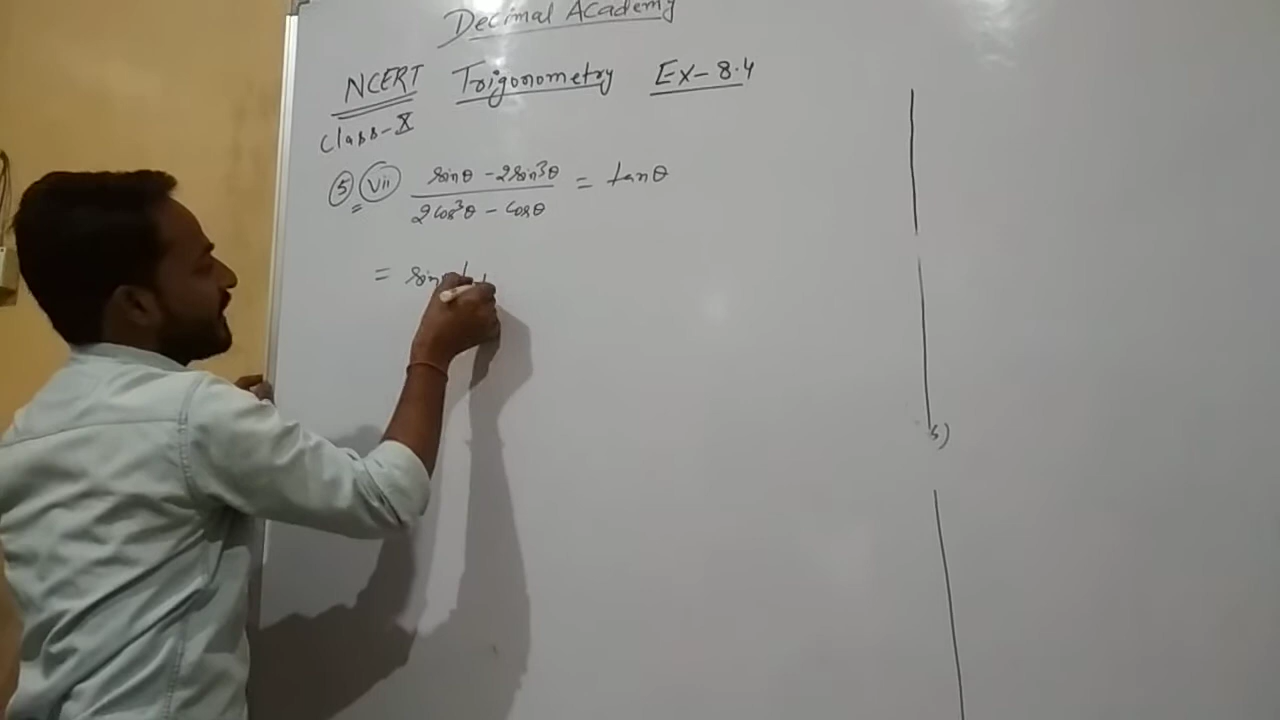 Decimal Academy
NCERT Trigonometry Ex-8.4
Class-X
5 vii sinθ - 2sin³θ = tanθ
2cos³θ - cosθ
= sin